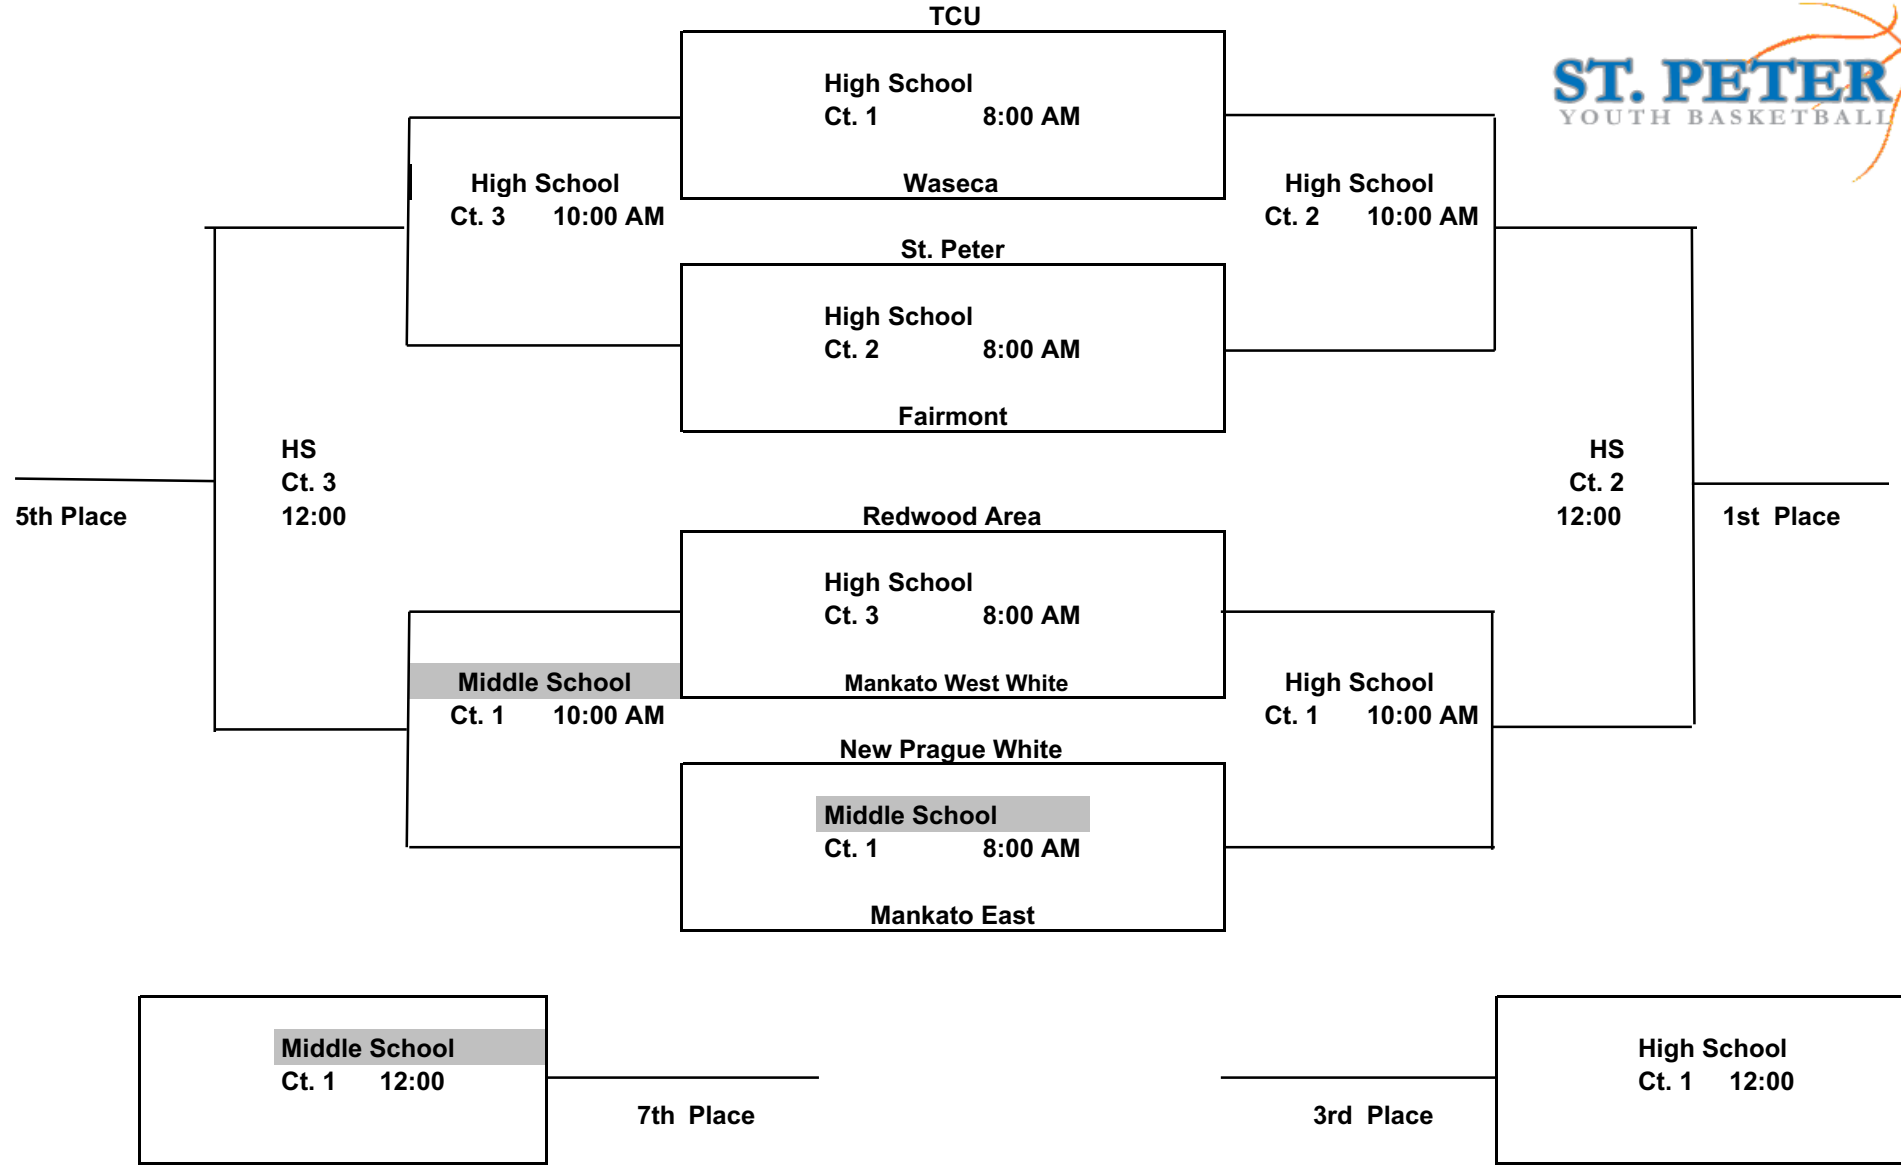 TCU
ST. PETER
YOUTH BASKETBALL
High School
Ct. 1 8:00 AM
Waseca
High School
Ct. 3 10:00 AM
High School
Ct. 2 10:00 AM
St. Peter
High School
Ct. 2 8:00 AM
Fairmont
HS
Ct. 3
12:00
5th Place
HS
Ct. 2
12:00
1st Place
Redwood Area
High School
Ct. 3 8:00 AM
Mankato West White
Middle School
Ct. 1 10:00 AM
High School
Ct. 1 10:00 AM
New Prague White
Middle School
Ct. 1 8:00 AM
Mankato East
Middle School
Ct. 1 12:00
7th Place
High School
Ct. 1 12:00
3rd Place